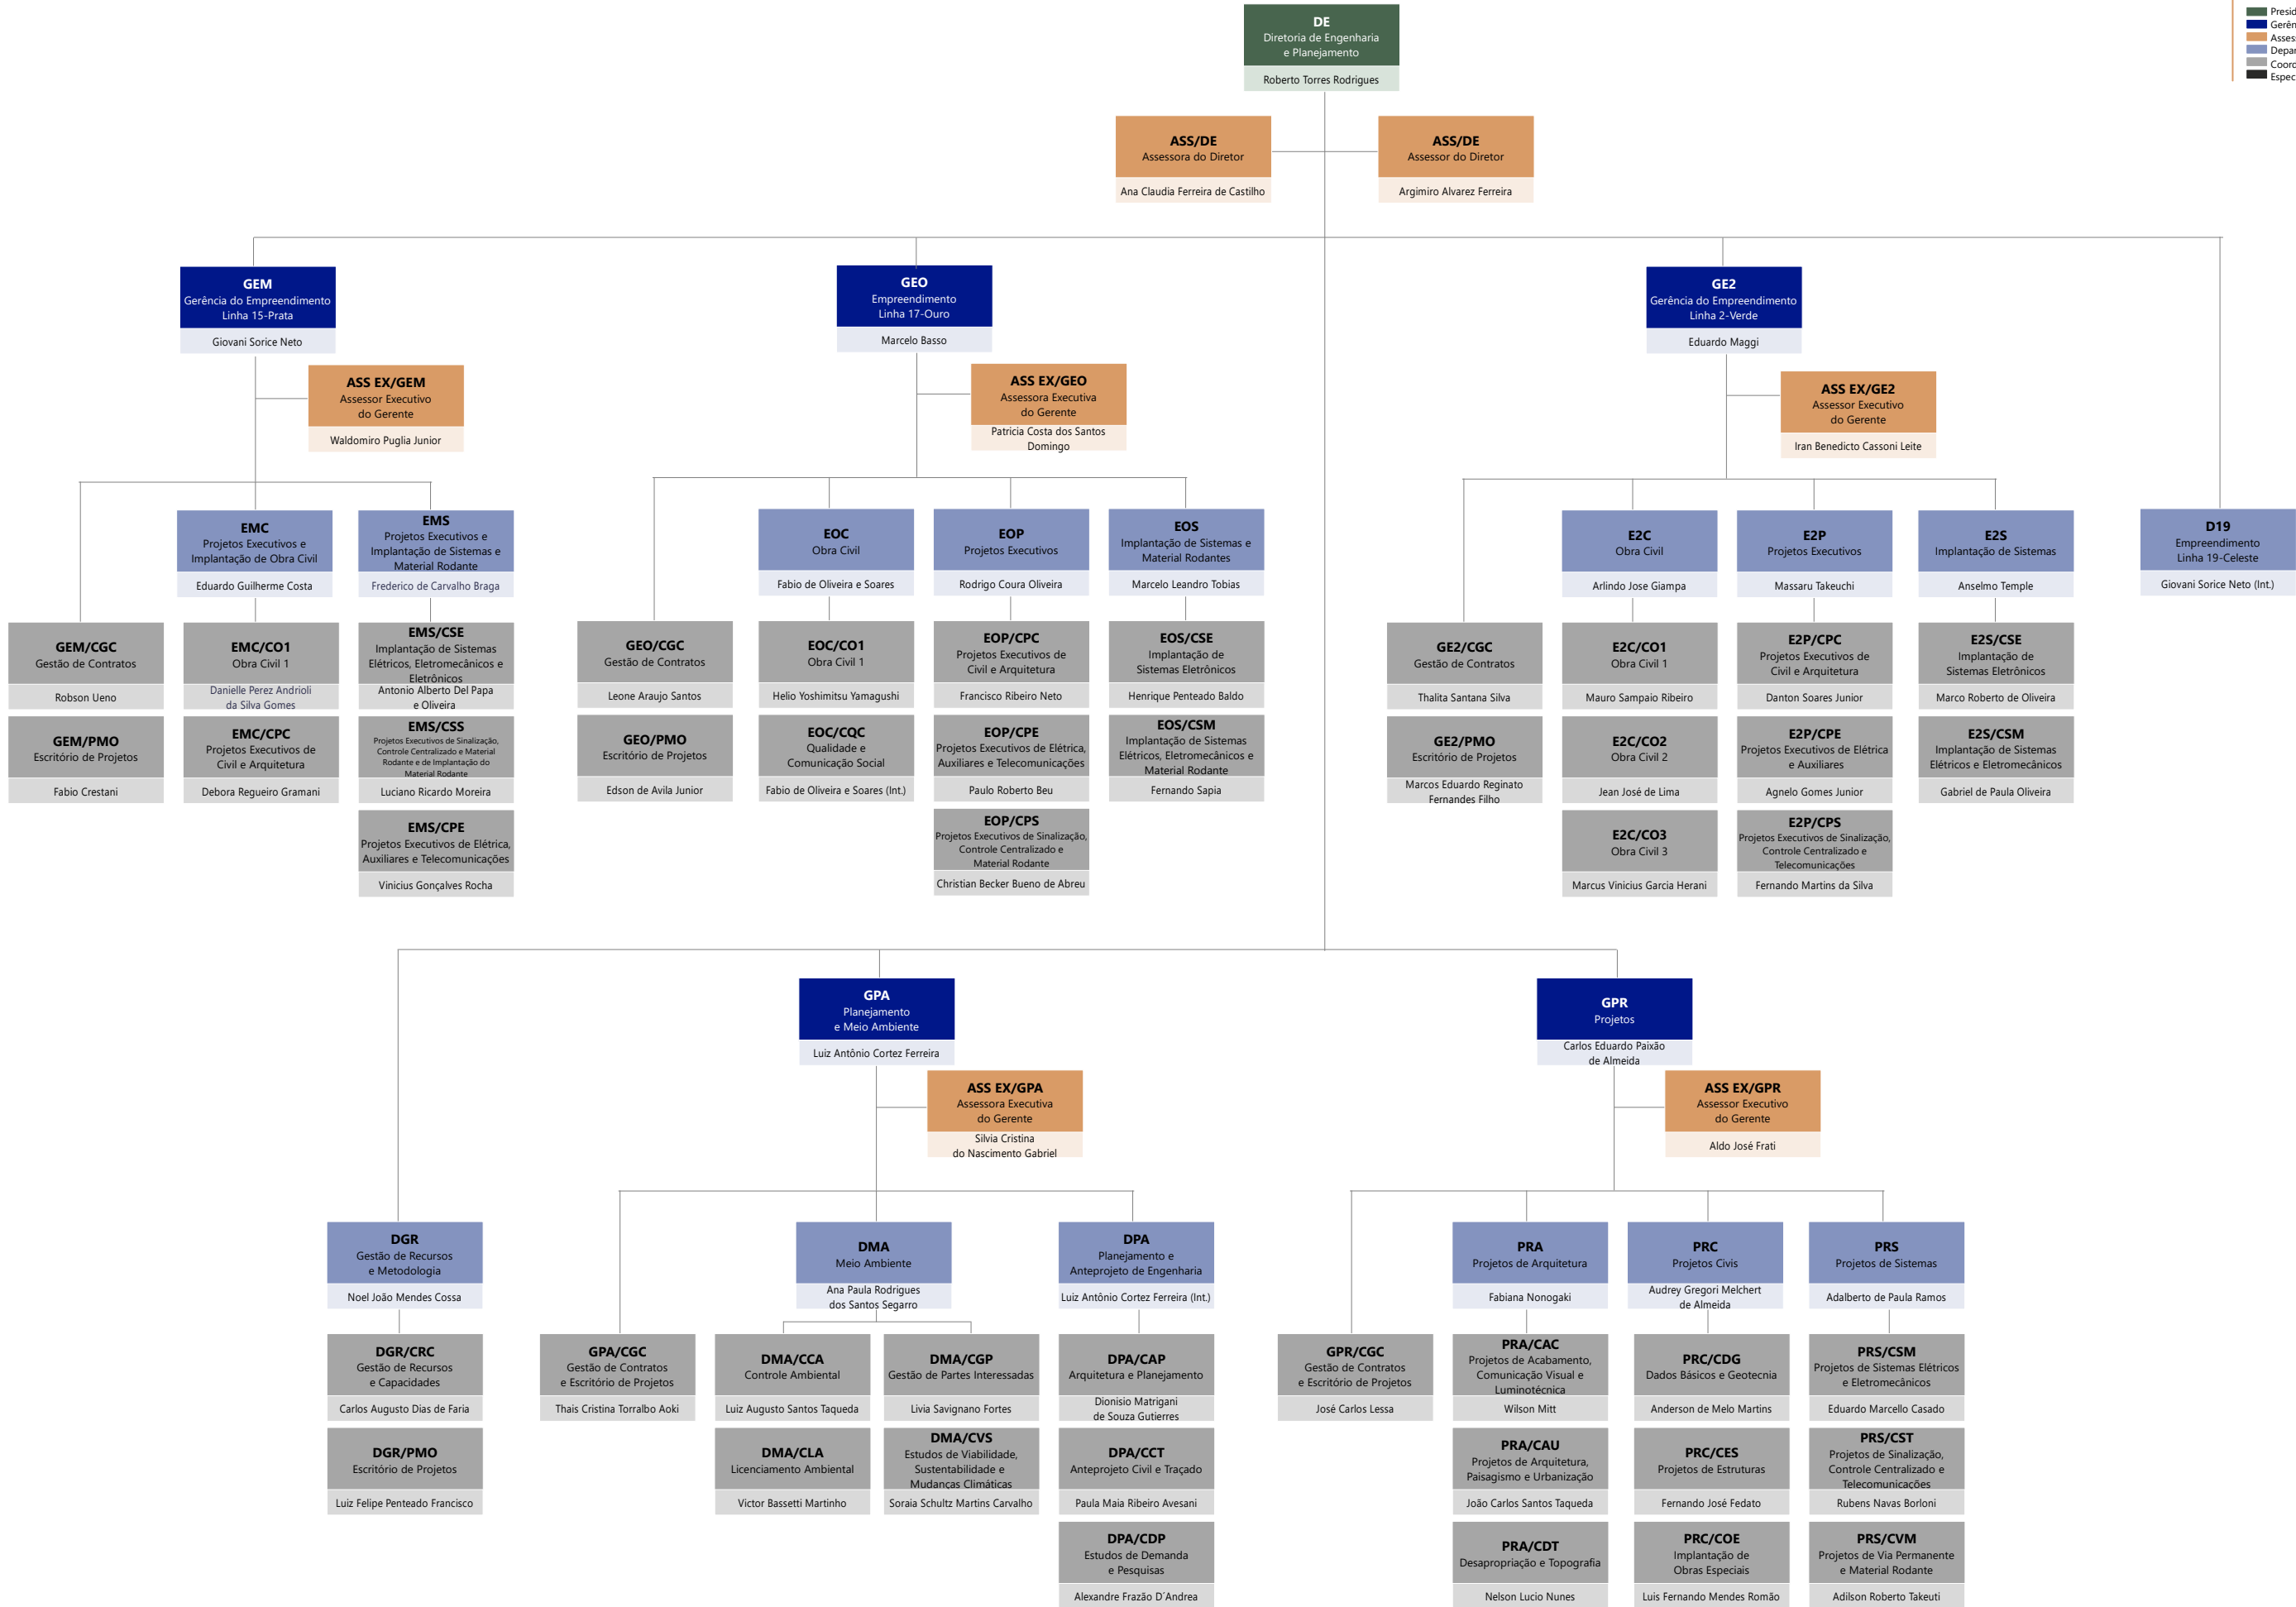 DE
Diretoria de Engenharia
e Planejamento
Roberto Torres Rodrigues
ASS/DE
Assessora do Diretor
Ana Claudia Ferreira de Castilho
ASS/DE
Assessor do Diretor
Argimiro Alvarez Ferreira
GEM
Gerência do Empreendimento
Linha 15-Prata
Giovani Sorice Neto
ASS EX/GEM
Assessor Executivo
do Gerente
Waldomiro Puglia Junior
GEM/CGC
Gestão de Contratos
Robson Ueno
GEM/PMO
Escritório de Projetos
Fabio Crestani
EMC
Projetos Executivos e
Implantação de Obra Civil
Eduardo Guilherme Costa
EMC/CO1
Obra Civil 1
Danielle Perez Andrioli
da Silva Gomes
EMC/CPC
Projetos Executivos de
Civil e Arquitetura
Debora Regueiro Gramani
EMS
Projetos Executivos e
Implantação de Sistemas e
Material Rodante
Frederico de Carvalho Braga
EMS/CSE
Implantação de Sistemas
Elétricos, Eletromecânicos e
Eletrônicos
Antonio Alberto Del Papa
e Oliveira
EMS/CSS
Projetos Executivos de Sinalização,
Controle Centralizado e Material
Rodante e de Implantação do
Material Rodante
Luciano Ricardo Moreira
EMS/CPE
Projetos Executivos de Elétrica,
Auxiliares e Telecomunicações
Vinicius Gonçalves Rocha
GEO
Empreendimento
Linha 17-Ouro
Marcelo Basso
ASS EX/GEO
Assessora Executiva
do Gerente
Patricia Costa dos Santos
Domingo
GEO/CGC
Gestão de Contratos
Leone Araujo Santos
GEO/PMO
Escritório de Projetos
Edson de Avila Junior
EOC
Obra Civil
Fabio de Oliveira e Soares
EOC/CO1
Obra Civil 1
Helio Yoshimitsu Yamagushi
EOC/CQC
Qualidade e
Comunicação Social
Fabio de Oliveira e Soares (Int.)
EOP
Projetos Executivos
Rodrigo Coura Oliveira
EOP/CPC
Projetos Executivos de
Civil e Arquitetura
Francisco Ribeiro Neto
EOP/CPE
Projetos Executivos de Elétrica,
Auxiliares e Telecomunicações
Paulo Roberto Beu
EOP/CPS
Projetos Executivos de Sinalização,
Controle Centralizado e
Material Rodante
Christian Becker Bueno de Abreu
EOS
Implantação de Sistemas e
Material Rodantes
Marcelo Leandro Tobias
EOS/CSE
Implantação de
Sistemas Eletrônicos
Henrique Penteado Baldo
EOS/CSM
Implantação de Sistemas
Elétricos, Eletromecânicos e
Material Rodante
Fernando Sapia
GE2
Gerência do Empreendimento
Linha 2-Verde
Eduardo Maggi
ASS EX/GE2
Assessor Executivo
do Gerente
Iran Benedicto Cassoni Leite
GE2/CGC
Gestão de Contratos
Thalita Santana Silva
GE2/PMO
Escritório de Projetos
Marcos Eduardo Reginato
Fernandes Filho
E2C
Obra Civil
Arlindo Jose Giampa
E2C/CO1
Obra Civil 1
Mauro Sampaio Ribeiro
E2C/CO2
Obra Civil 2
Jean José de Lima
E2C/CO3
Obra Civil 3
Marcus Vinicius Garcia Herani
E2P
Projetos Executivos
Massaru Takeuchi
E2P/CPC
Projetos Executivos de
Civil e Arquitetura
Danton Soares Junior
E2P/CPE
Projetos Executivos de Elétrica
e Auxiliares
Agnelo Gomes Junior
E2P/CPS
Projetos Executivos de Sinalização,
Controle Centralizado e
Telecomunicações
Fernando Martins da Silva
E2S
Implantação de Sistemas
Anselmo Temple
E2S/CSE
Implantação de
Sistemas Eletrônicos
Marco Roberto de Oliveira
E2S/CSM
Implantação de Sistemas
Elétricos e Eletromecânicos
Gabriel de Paula Oliveira
D19
Empreendimento
Linha 19-Celeste
Giovani Sorice Neto (Int.)
DGR
Gestão de Recursos
e Metodologia
Noel João Mendes Cossa
DGR/CRC
Gestão de Recursos
e Capacidades
Carlos Augusto Dias de Faria
DGR/PMO
Escritório de Projetos
Luiz Felipe Penteado Francisco
GPA
Planejamento
e Meio Ambiente
Luiz Antônio Cortez Ferreira
ASS EX/GPA
Assessora Executiva
do Gerente
Silvia Cristina
do Nascimento Gabriel
GPA/CGC
Gestão de Contratos
e Escritório de Projetos
Thais Cristina Torralbo Aoki
DMA
Meio Ambiente
Ana Paula Rodrigues
dos Santos Segarro
DMA/CCA
Controle Ambiental
Luiz Augusto Santos Taqueda
DMA/CLA
Licenciamento Ambiental
Victor Bassetti Martinho
DMA/CGP
Gestão de Partes Interessadas
Livia Savignano Fortes
DMA/CVS
Estudos de Viabilidade,
Sustentabilidade e
Mudanças Climáticas
Soraia Schultz Martins Carvalho
DPA
Planejamento e
Anteprojeto de Engenharia
Luiz Antônio Cortez Ferreira (Int.)
DPA/CAP
Arquitetura e Planejamento
Dionisio Matrigani
de Souza Gutierres
DPA/CCT
Anteprojeto Civil e Traçado
Paula Maia Ribeiro Avesani
DPA/CDP
Estudos de Demanda
e Pesquisas
Alexandre Frazão D´Andrea
GPR
Projetos
Carlos Eduardo Paixão
de Almeida
ASS EX/GPR
Assessor Executivo
do Gerente
Aldo José Frati
GPR/CGC
Gestão de Contratos
e Escritório de Projetos
José Carlos Lessa
PRA
Projetos de Arquitetura
Fabiana Nonogaki
PRA/CAC
Projetos de Acabamento,
Comunicação Visual e
Luminotécnica
Wilson Mitt
PRA/CAU
Projetos de Arquitetura,
Paisagismo e Urbanização
João Carlos Santos Taqueda
PRA/CDT
Desapropriação e Topografia
Nelson Lucio Nunes
PRC
Projetos Civis
Audrey Gregori Melchert
de Almeida
PRC/CDG
Dados Básicos e Geotecnia
Anderson de Melo Martins
PRC/CES
Projetos de Estruturas
Fernando José Fedato
PRC/COE
Implantação de
Obras Especiais
Luis Fernando Mendes Romão
PRS
Projetos de Sistemas
Adalberto de Paula Ramos
PRS/CSM
Projetos de Sistemas Elétricos
e Eletromecânicos
Eduardo Marcello Casado
PRS/CST
Projetos de Sinalização,
Controle Centralizado e
Telecomunicações
Rubens Navas Borloni
PRS/CVM
Projetos de Via Permanente
e Material Rodante
Adilson Roberto Takeuti